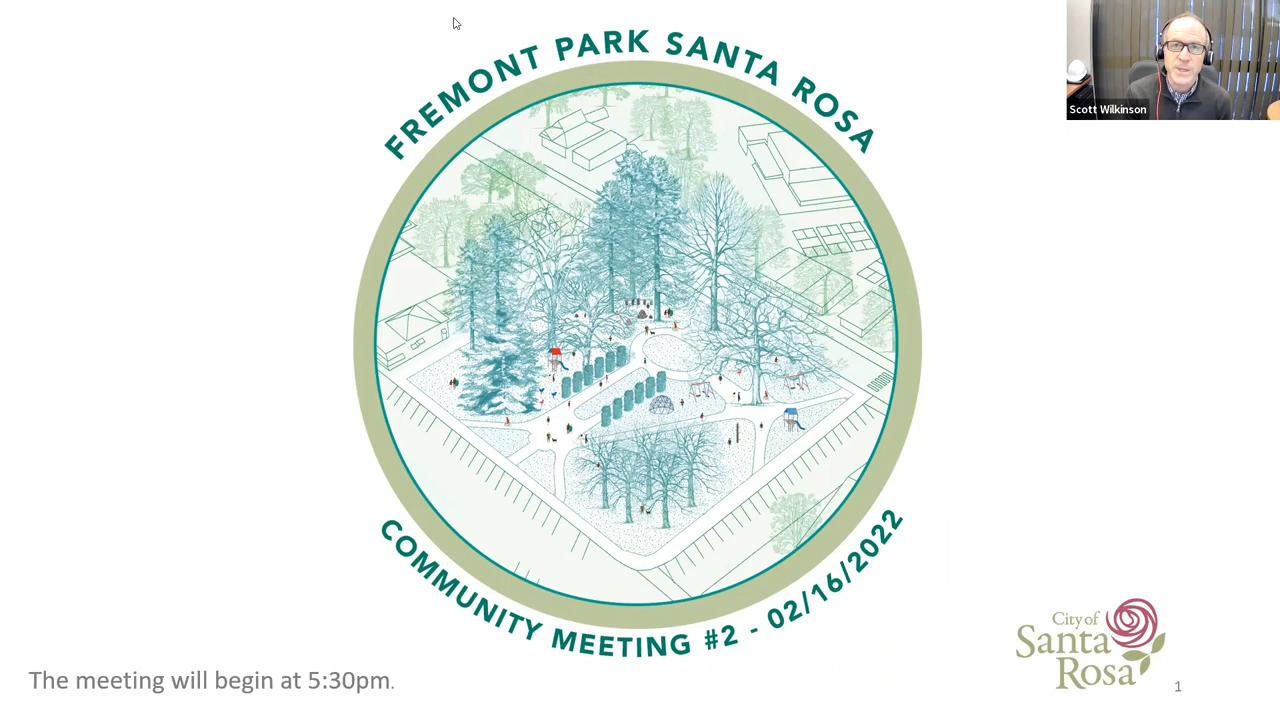 FREMONT PARK SANTA ROSA
Scott Wilkinson
COMMUNITY MEETING #2 - 02/16/2022
City of
Santa
Rosa
The meeting will begin at 5:30pm.
1